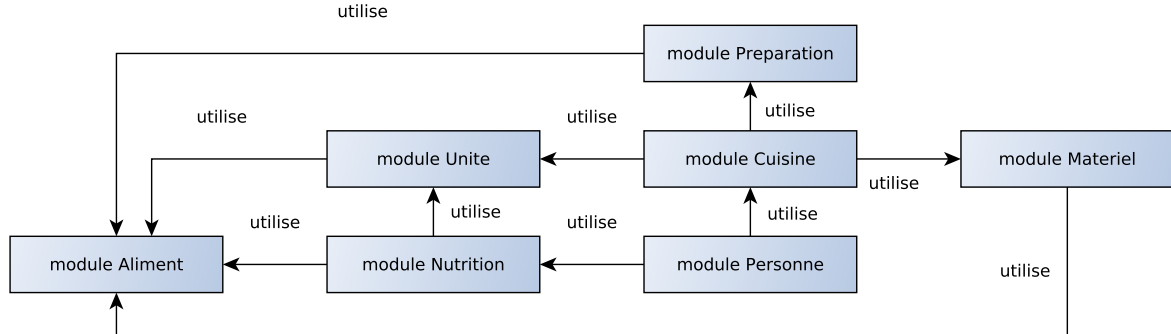 utilise
module Preparation
utilise
utilise
utilise
module Unite
module Cuisine
module Materiel
utilise
utilise
utilise
utilise
utilise
module Aliment
module Nutrition
module Personne
utilise